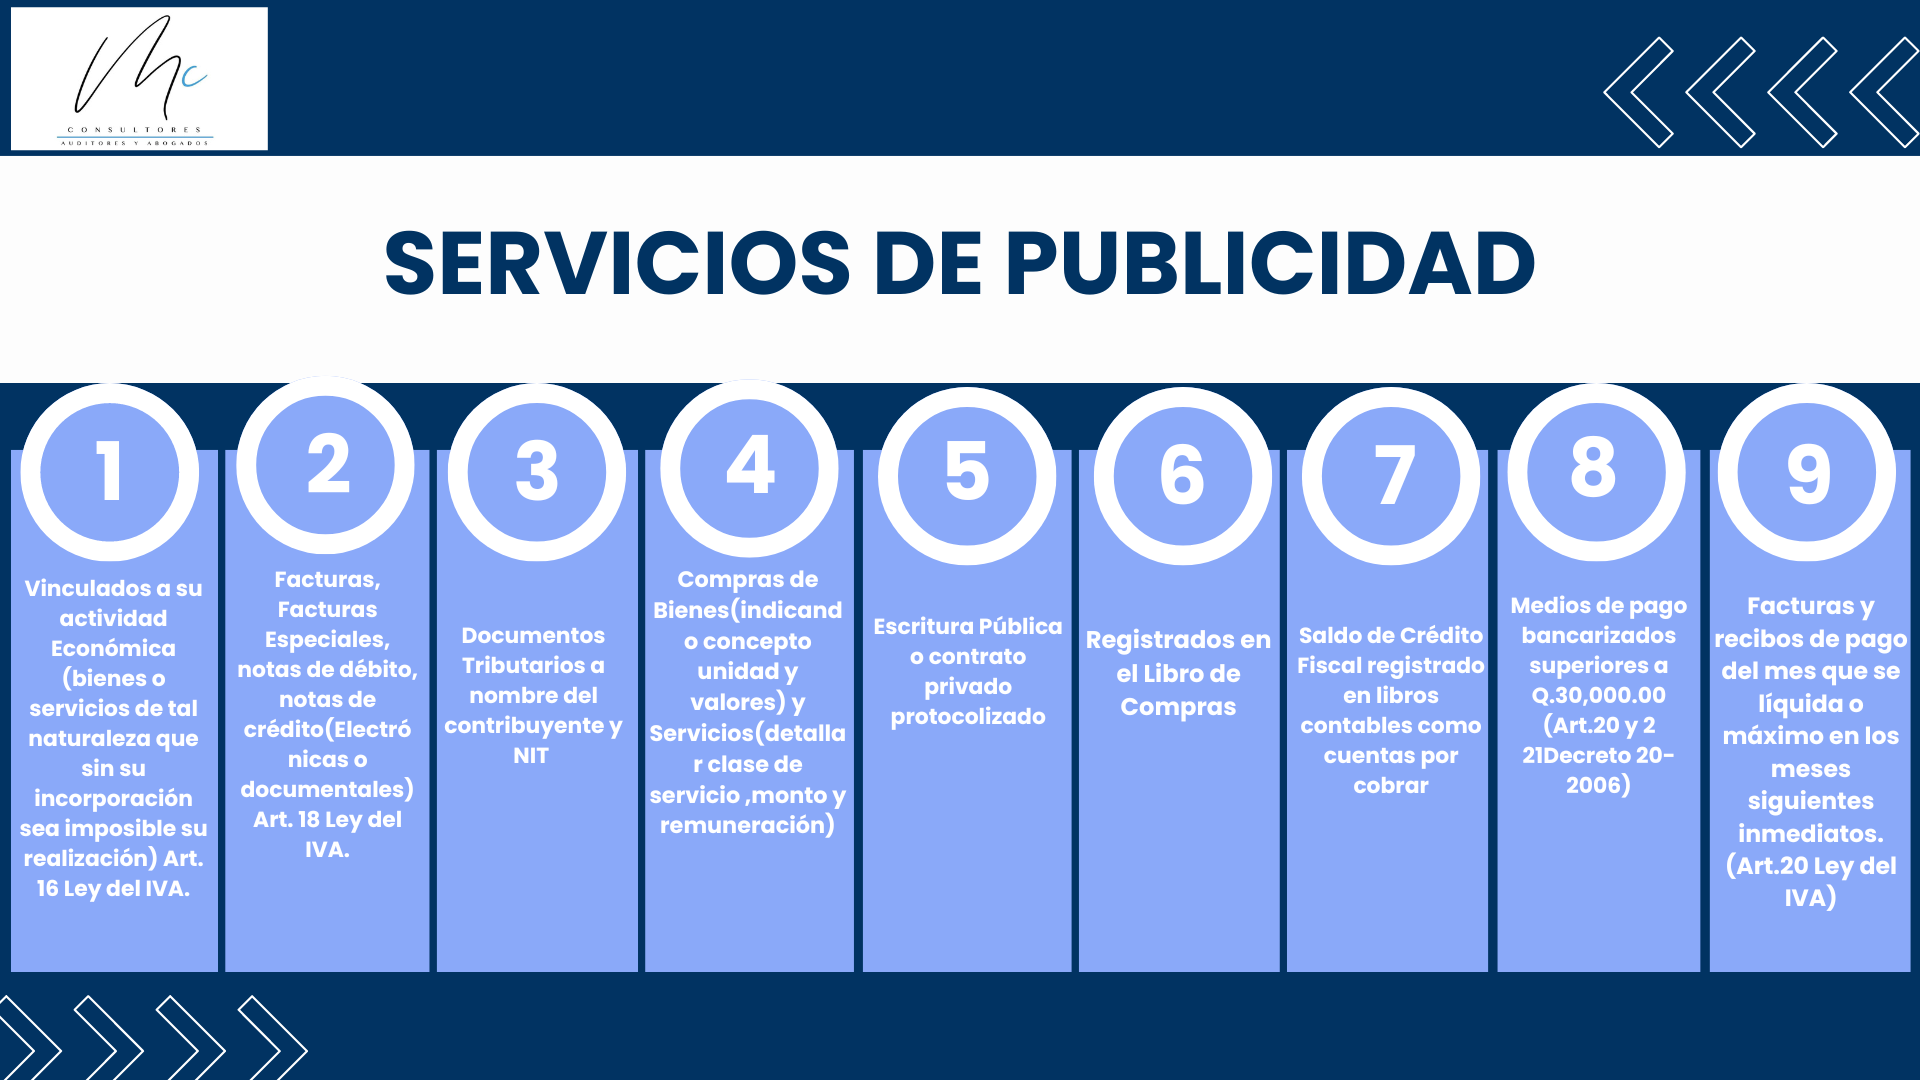 Mc
CONSULTORES
AUDITORES Y ABOGADOS
SERVICIOS DE PUBLICIDAD
1
Vinculados a su
actividad
Económica
(bienes o
servicios de tal
naturaleza que
sin su
incorporación
sea imposible su
realización) Art.
16 Ley del IVA.
2
Facturas,
Facturas
Especiales,
notas de débito,
notas de
crédito(Electró
nicas o
documentales)
Art. 18 Ley del
IVA.
3
Documentos
Tributarios a
nombre del
contribuyente y
NIT
4
Compras de
Bienes(indicand
o concepto
unidad y
valores) y
Servicios(detalla
r clase de
servicio ,monto y
remuneración)
5
Escritura Pública
o contrato
privado
protocolizado
6
Registrados en
el Libro de
Compras
7
Saldo de Crédito
Fiscal registrado
en libros
contables como
cuentas por
cobrar
8
Medios de pago
bancarizados
superiores a
Q.30,000.00
(Art.20 y 2
21Decreto 20-
2006)
9
Facturas y
recibos de pago
del mes que se
líquida o
máximo en los
meses
siguientes
inmediatos.
(Art.20 Ley del
IVA)